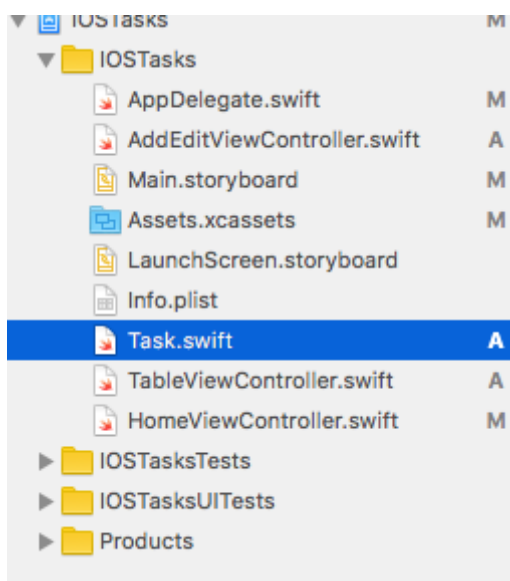 IOSTasks M
IOSTasks
AppDelegate.swift M
AddEditViewController.swift A
Main.storyboard M
Assets.xcassets M
LaunchScreen.storyboard
Info.plist
Task.swift A
TableViewController.swift A
HomeViewController.swift M
IOSTasksTests
IOSTasksUITests
Products